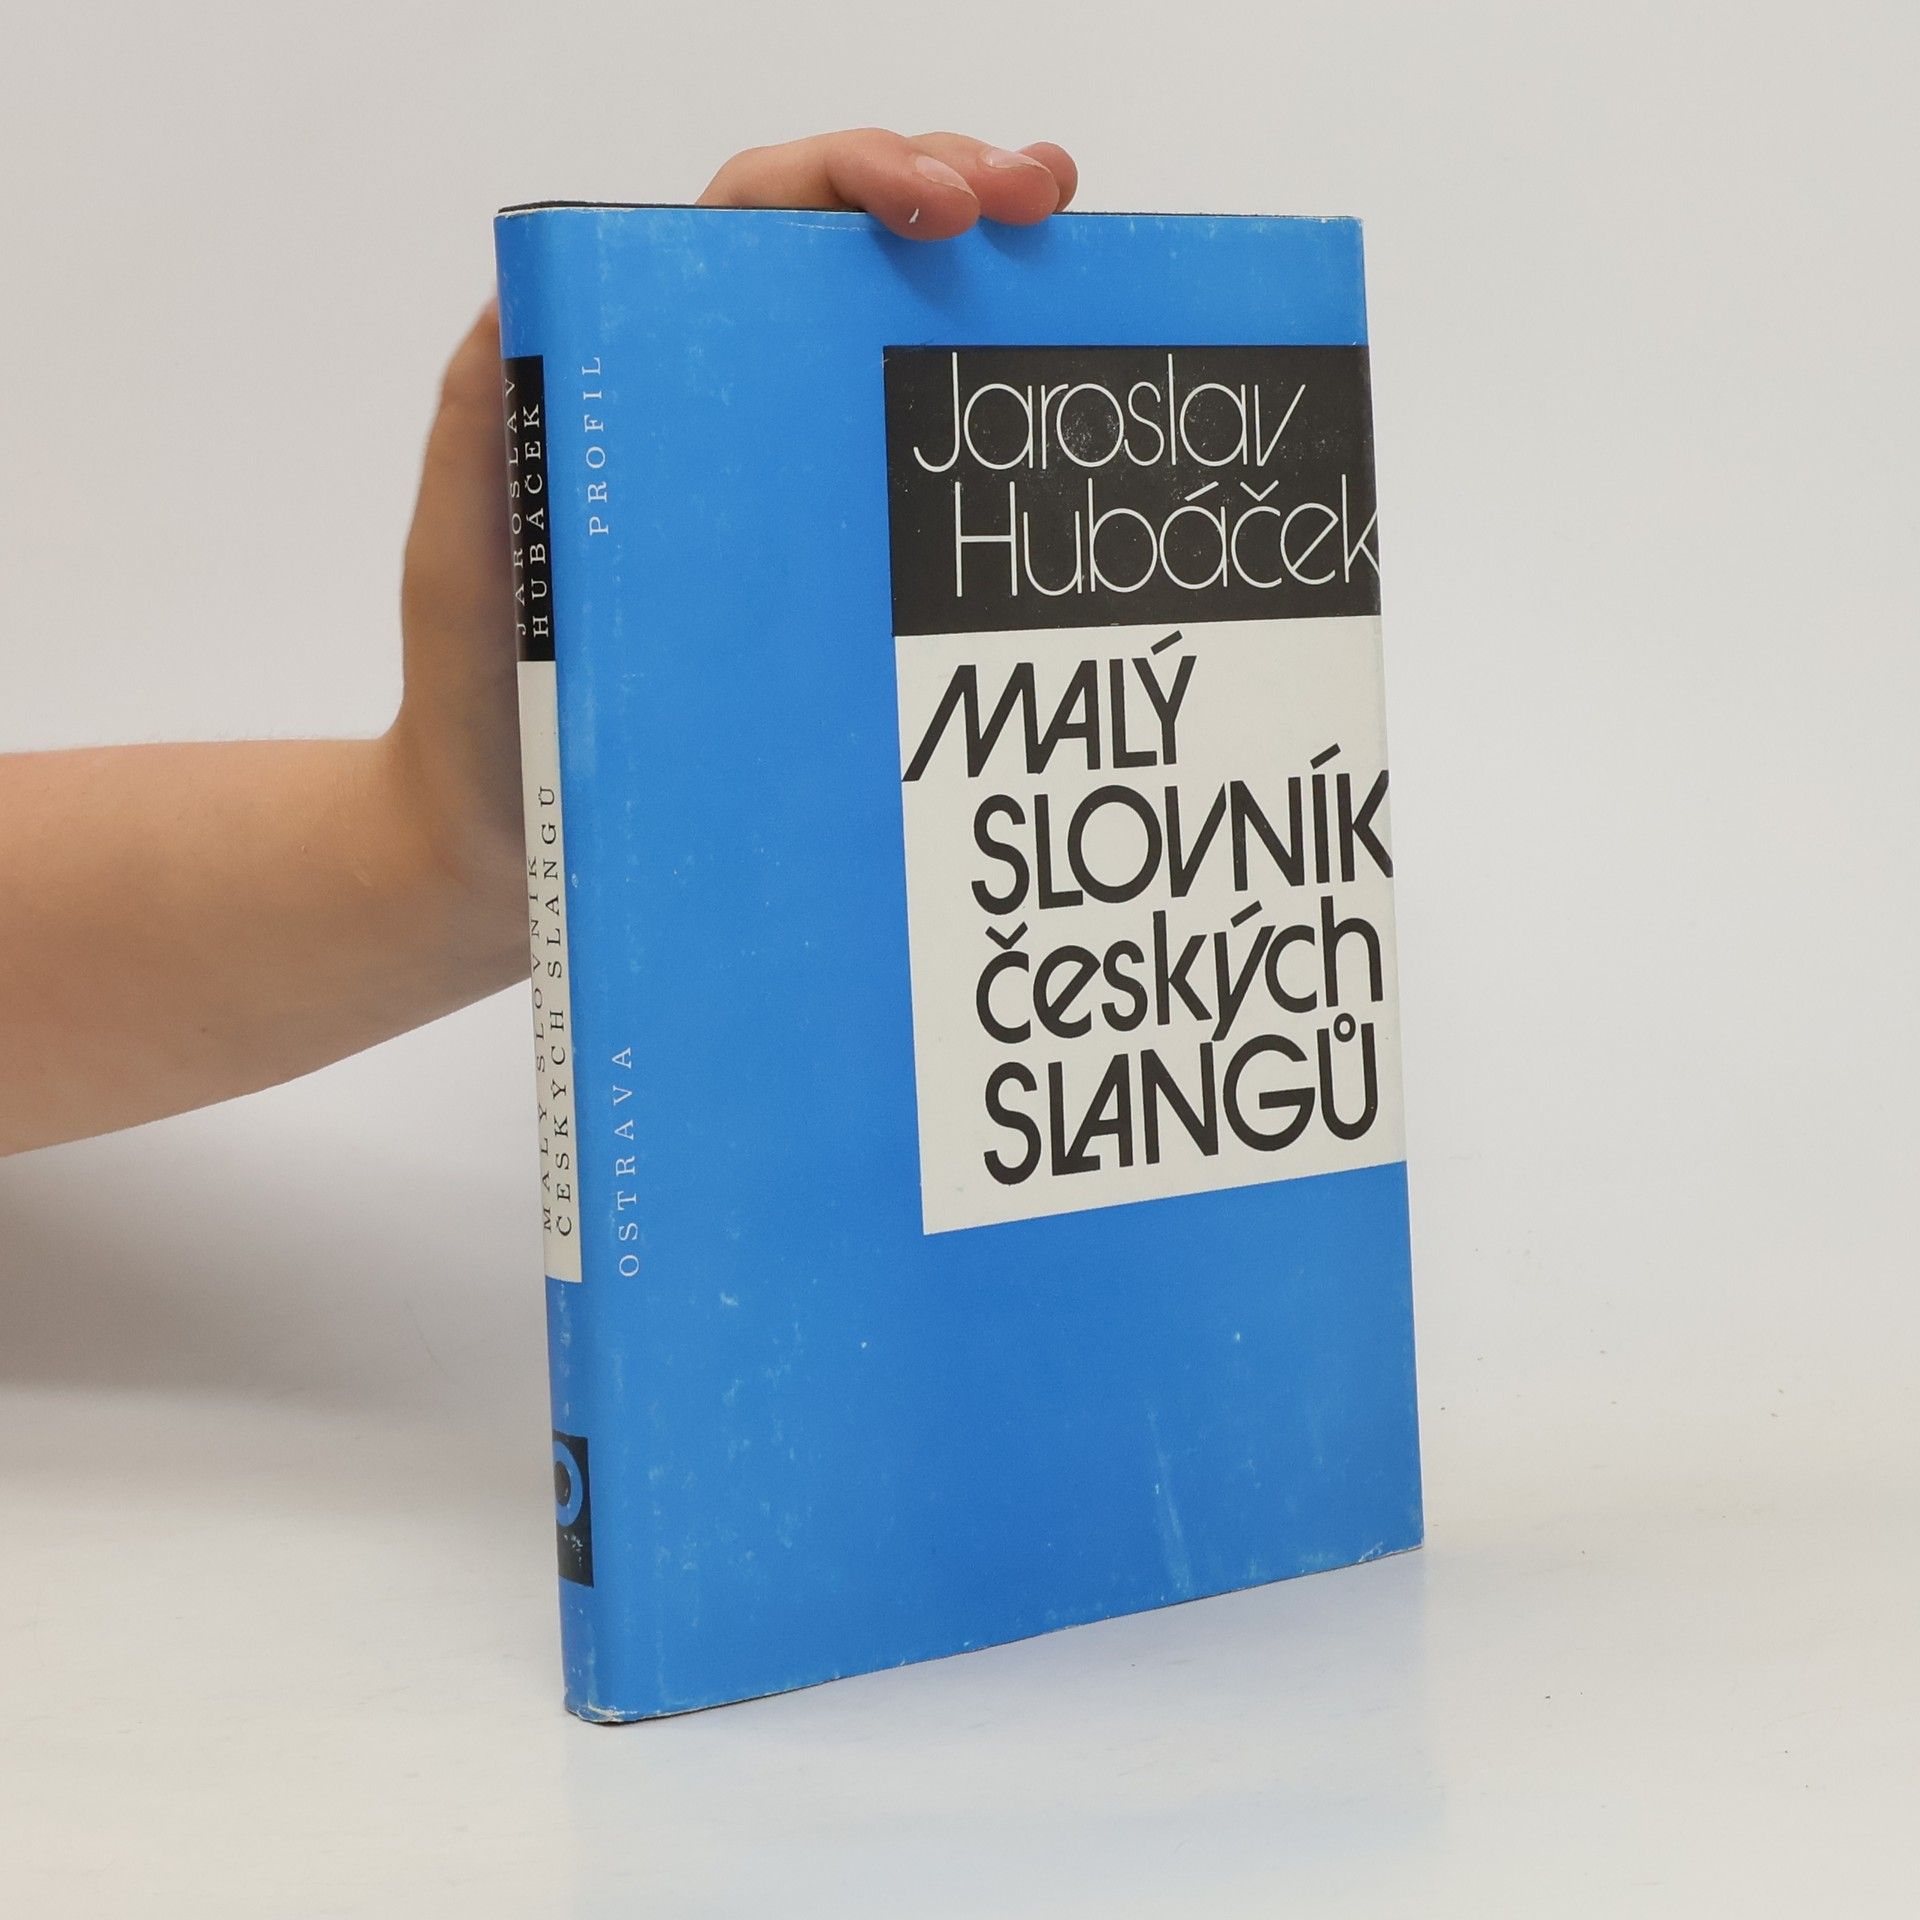 JAROSLAV
HUBÁČEK
MALÝ SLOVNÍK
ČESKÝCH SLANGŮ
PROFIL
OSTRAVA
Jaroslav
Hubáček
MALÝ
SLOVNÍK
českých
SLANGŮ